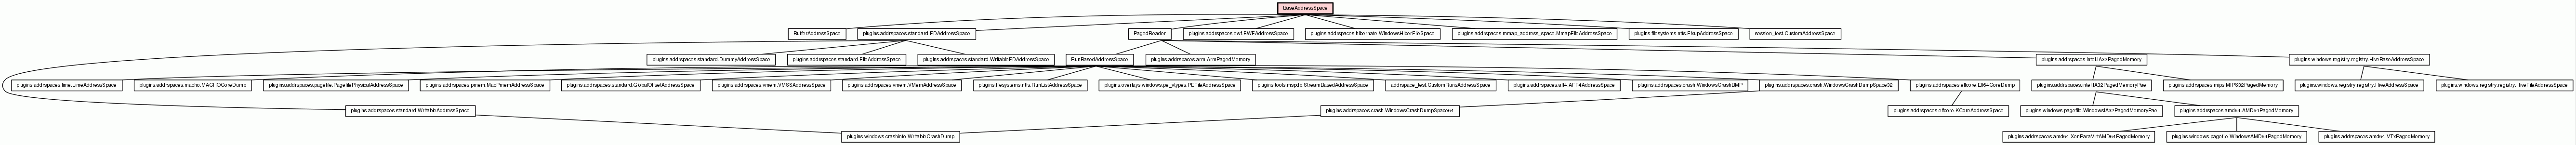 BaseAddressSpace
BufferAddressSpace
plugins.addrspaces.standard.FDAddressSpace
PagedReader
plugins.addrspaces.ewf.EWFAddressSpace
plugins.addrspaces.hibernate.WindowsHiberFileSpace
plugins.addrspaces.mmap_address_space.MmapFileAddressSpace
plugins.filesystems.ntfs.FixupAddressSpace
session_test.CustomAddressSpace
plugins.addrspaces.standard.DummyAddressSpace
plugins.addrspaces.standard.FileAddressSpace
plugins.addrspaces.standard.WritableFDAddressSpace
RunBasedAddressSpace
plugins.addrspaces.arm.ArmPagedMemory
plugins.addrspaces.intel.IA32PagedMemory
plugins.windows.registry.registry.HiveBaseAddressSpace
plugins.addrspaces.lime.LimeAddressSpace
plugins.addrspaces.macho.MACHOCoreDump
plugins.addrspaces.pagefile.PagefilePhysicalAddressSpace
plugins.addrspaces.pmem.MacPmemAddressSpace
plugins.addrspaces.standard.GlobalOffsetAddressSpace
plugins.addrspaces.vmem.VMSSAddressSpace
plugins.addrspaces.vmem.VMemAddressSpace
plugins.filesystems.ntfs.RunListAddressSpace
plugins.overlays.windows.pe_vtypes.PEFileAddressSpace
plugins.tools.mspdb.StreamBasedAddressSpace
addrspace_test.CustomRunsAddressSpace
plugins.addrspaces.aff4.AFF4AddressSpace
plugins.addrspaces.crash.WindowsCrashBMP
plugins.addrspaces.crash.WindowsCrashDumpSpace32
plugins.addrspaces.elfcore.Elf64CoreDump
plugins.addrspaces.intel.IA32PagedMemoryPae
plugins.addrspaces.mips.MIPS32PagedMemory
plugins.windows.registry.registry.HiveAddressSpace
plugins.windows.registry.registry.HiveFileAddressSpace
plugins.addrspaces.standard.WritableAddressSpace
plugins.addrspaces.crash.WindowsCrashDumpSpace64
plugins.addrspaces.elfcore.KCoreAddressSpace
plugins.windows.pagefile.WindowsIA32PagedMemoryPae
plugins.addrspaces.amd64.AMD64PagedMemory
plugins.windows.crashinfo.WritableCrashDump
plugins.addrspaces.amd64.XenParaVirtAMD64PagedMemory
plugins.windows.pagefile.WindowsAMD64PagedMemory
plugins.addrspaces.amd64.VTxPagedMemory